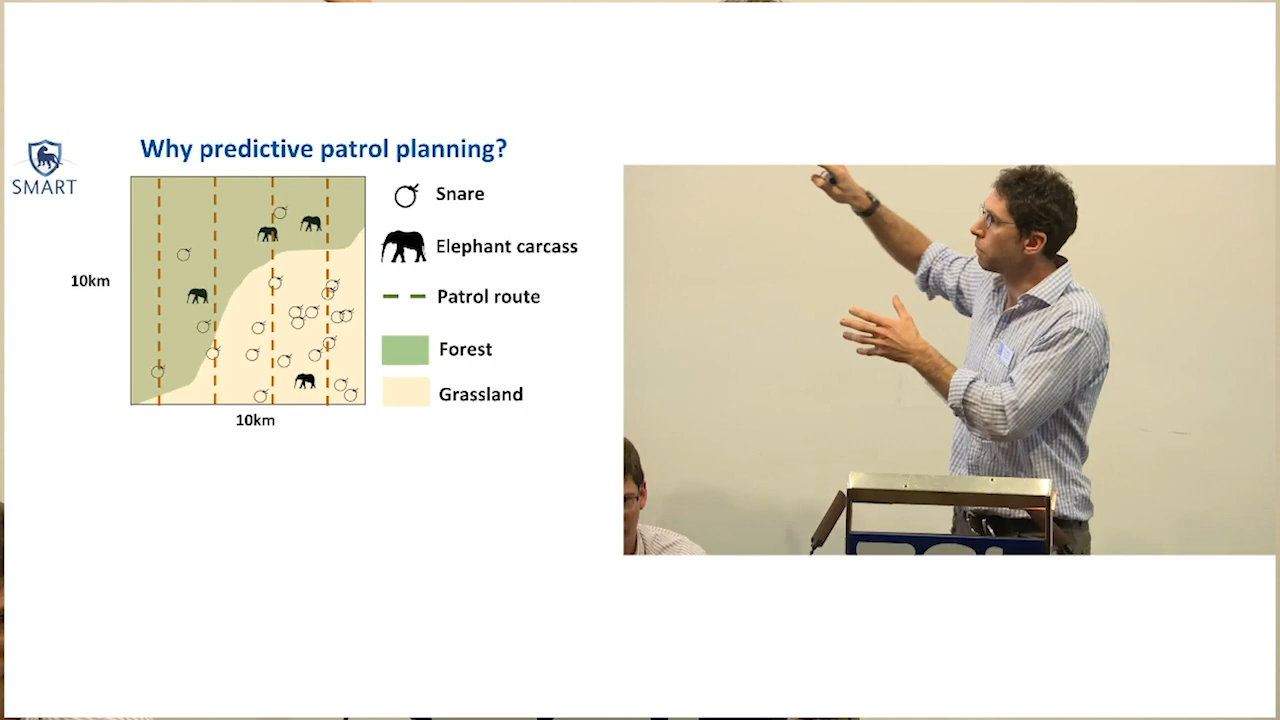 Why predictive patrol planning?
SMART
Snare
Elephant carcass
10km
Patrol route
Forest
Grassland
10km